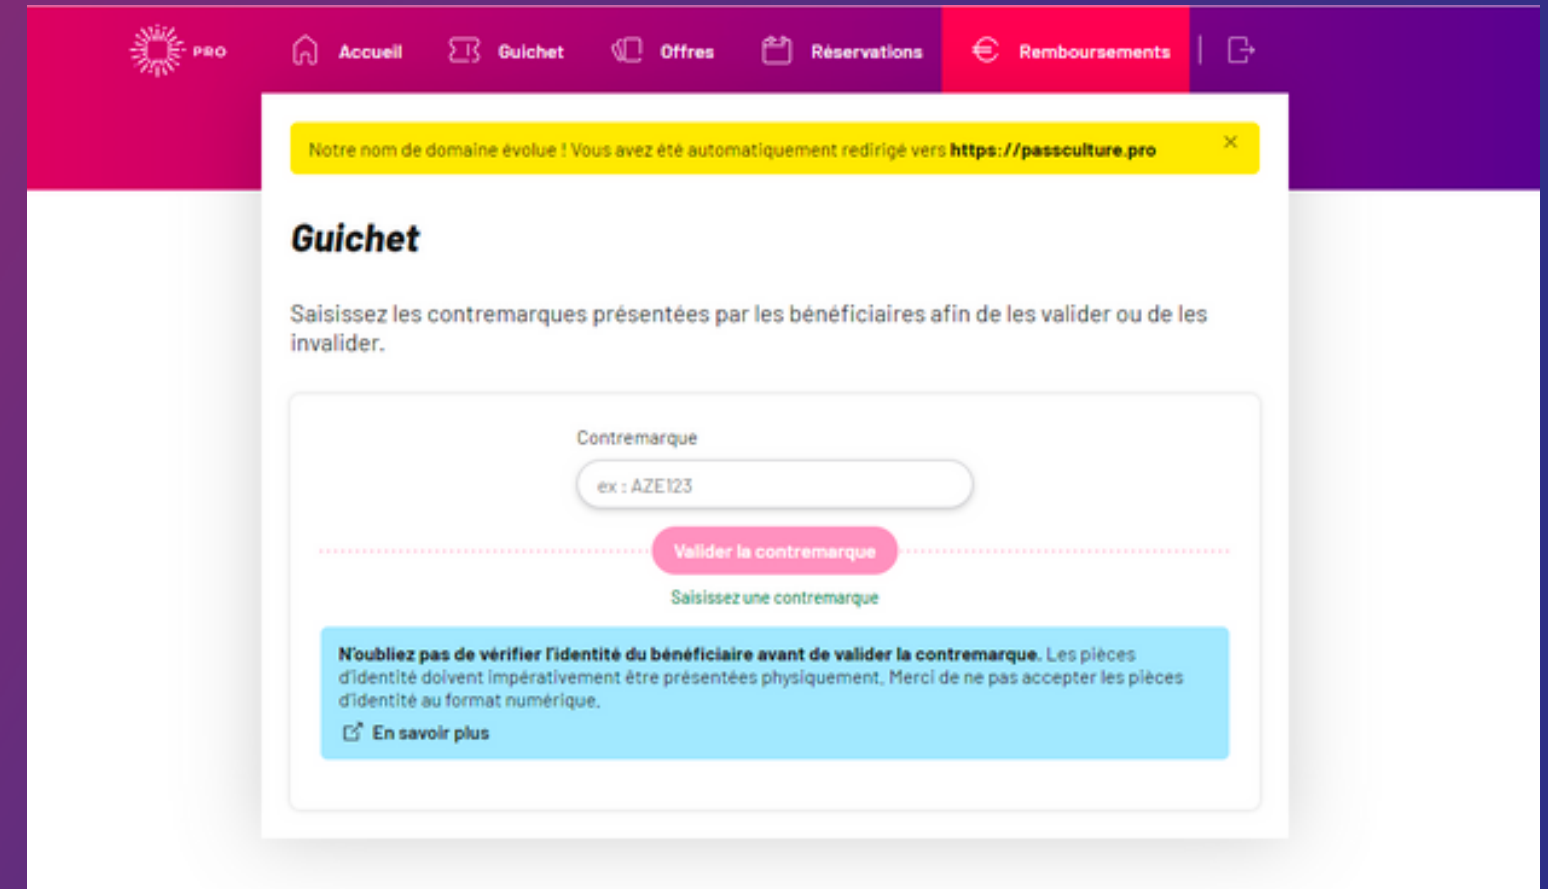 PRO
Accueil
Guichet
Offres
Réservations
Remboursements
Notre nom de domaine évolue ! Vous avez été automatiquement redirigé vers https://passculture.pro
Guichet
Saisissez les contremarques présentées par les bénéficiaires afin de les valider ou de les
invalider.
Contremarque
ex : AZE123
Valider la contremarque
Saisissez une contremarque
N'oubliez pas de vérifier l'identité du bénéficiaire avant de valider la contremarque. Les pièces
d'identité doivent impérativement être présentées physiquement. Merci de ne pas accepter les pièces
d'identité au format numérique.
En savoir plus